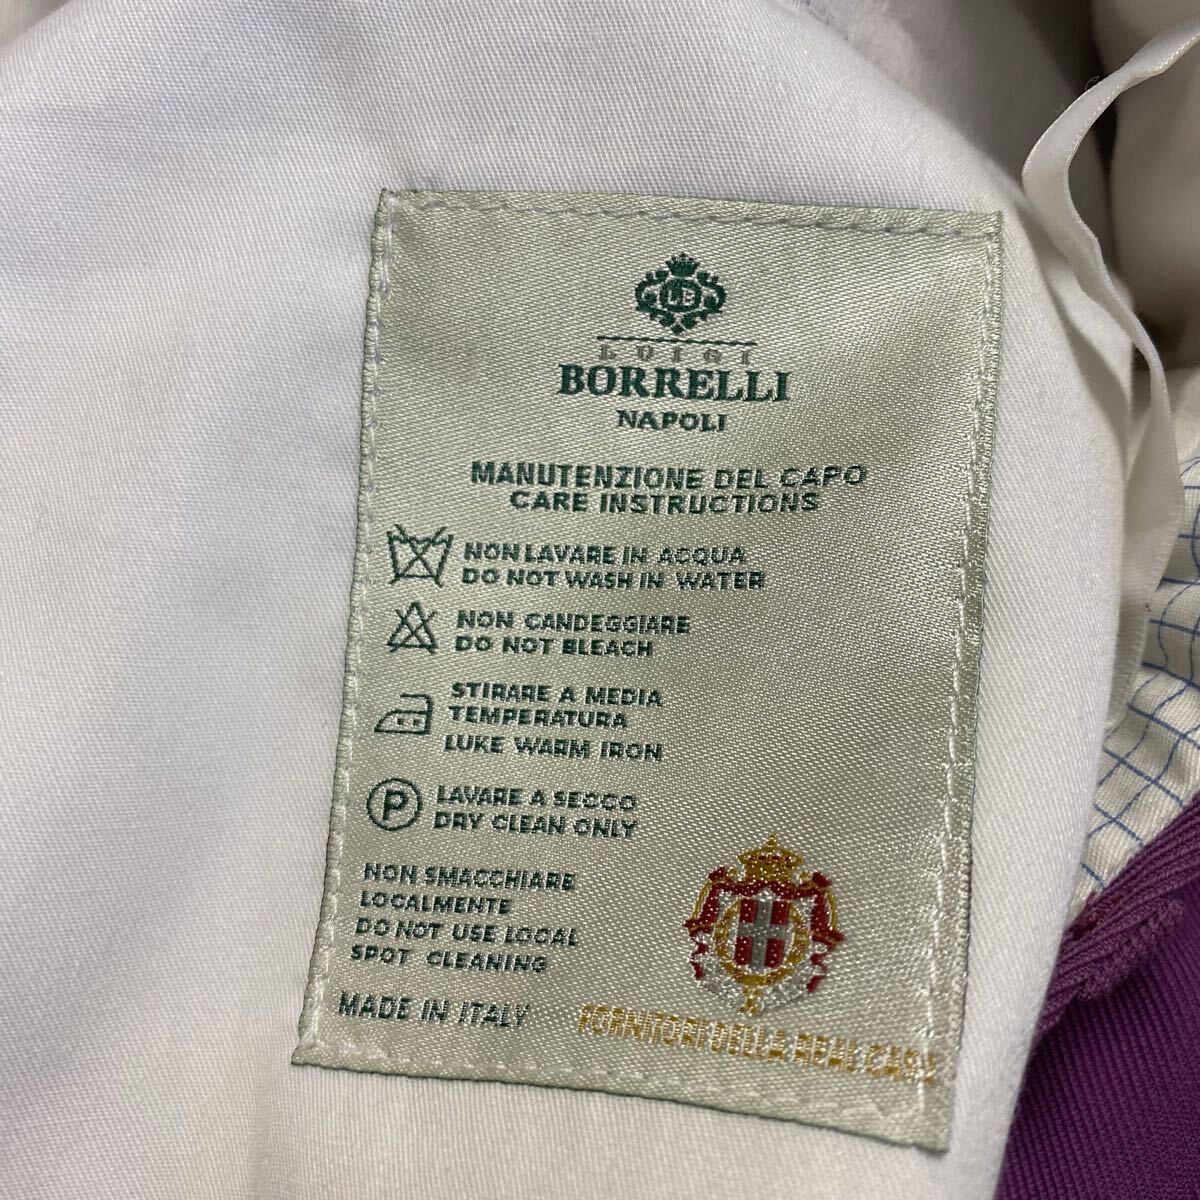 LB
LUIGI
BORRELLI
NAPOLI
MANUTENZIONE DEL CAPO
CARE INSTRUCTIONS
NON LAVARE IN ACQUA
DO NOT WASH IN WATER
NON CANDEGGIARE
DO NOT BLEACH
STIRARE A MEDIA
TEMPERATURA
LUKE WARM IRON
P
LAVARE A SECCO
DRY CLEAN ONLY
NON SMACCHIARE
LOCALMENTE
DO NOT USE LOCAL
SPOT CLEANING
MADE IN ITALY
FORNITORI DELLA REAL CASA